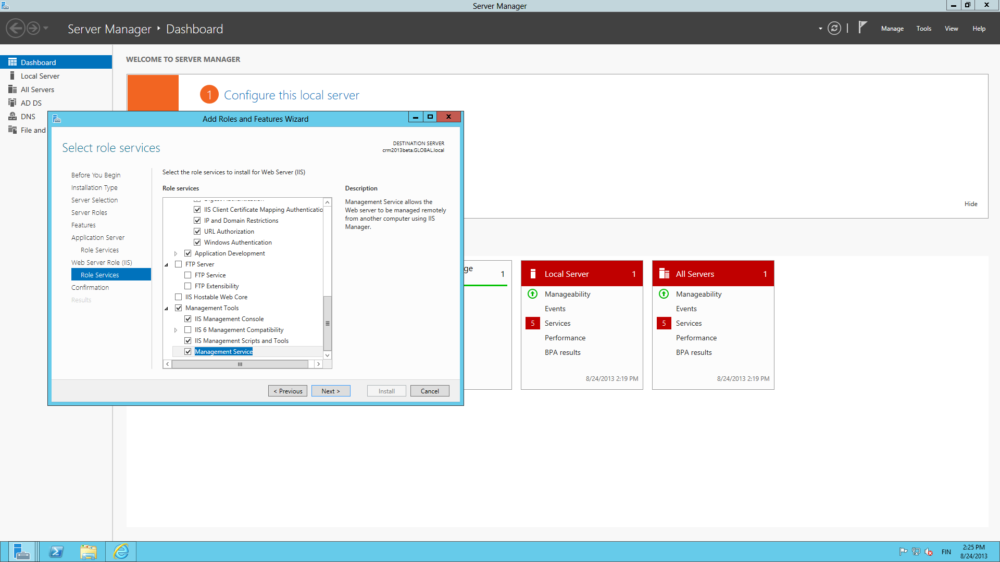 Server Manager
Server Manager ‣ Dashboard
Manage Tools View Help
Dashboard
Local Server
All Servers
AD DS
DNS
File and
WELCOME TO SERVER MANAGER
1 Configure this local server
Hide
Add Roles and Features Wizard
Select role services
DESTINATION SERVER
crm2013beta.GLOBAL.local
Before You Begin
Installation Type
Server Selection
Server Roles
Features
Application Server
Role Services
Web Server Role (IIS)
Role Services
Confirmation
Results
Select the role services to install for Web Server (IIS)
Role services
IIS Client Certificate Mapping Authenticatio
IP and Domain Restrictions
URL Authorization
Windows Authentication
Application Development
FTP Server
FTP Service
FTP Extensibility
IIS Hostable Web Core
Management Tools
IIS Management Console
IIS 6 Management Compatibility
IIS Management Scripts and Tools
Management Service
Description
Management Service allows the
Web server to be managed remotely
from another computer using IIS
Manager.
< Previous
Next >
Install
Cancel
ge 1
Local Server 1
Manageability
Events
5 Services
Performance
BPA results
8/24/2013 2:19 PM
All Servers 1
Manageability
Events
5 Services
Performance
BPA results
8/24/2013 2:19 PM
FIN
2:25 PM
8/24/2013